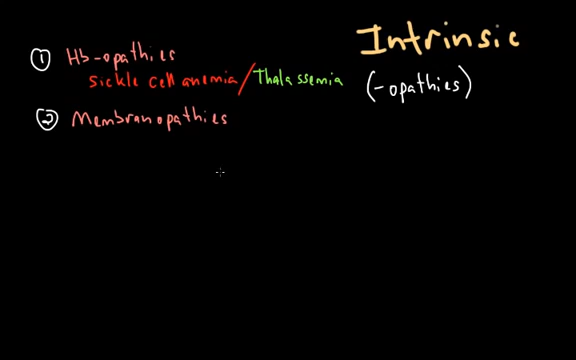 Intrinsic
(-opathies)
① Hb-opathies
Sickle cell anemia/Thalassemia
② Membranopathies